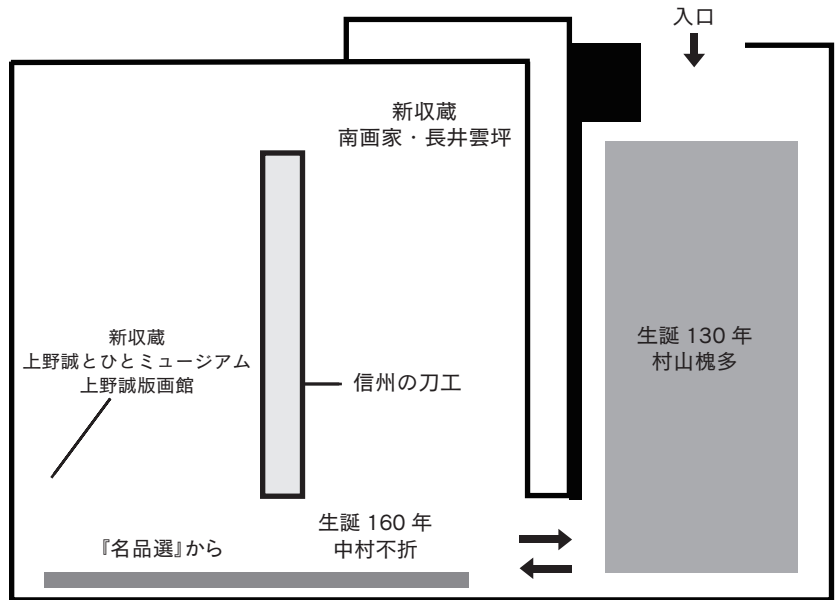 入口
新収蔵
南画家・長井雲坪
生誕 130 年
村山槐多
新収蔵
上野誠とひとミュージアム
上野誠版画館
信州の刀工
生誕 160 年
中村不折
『名品選』から